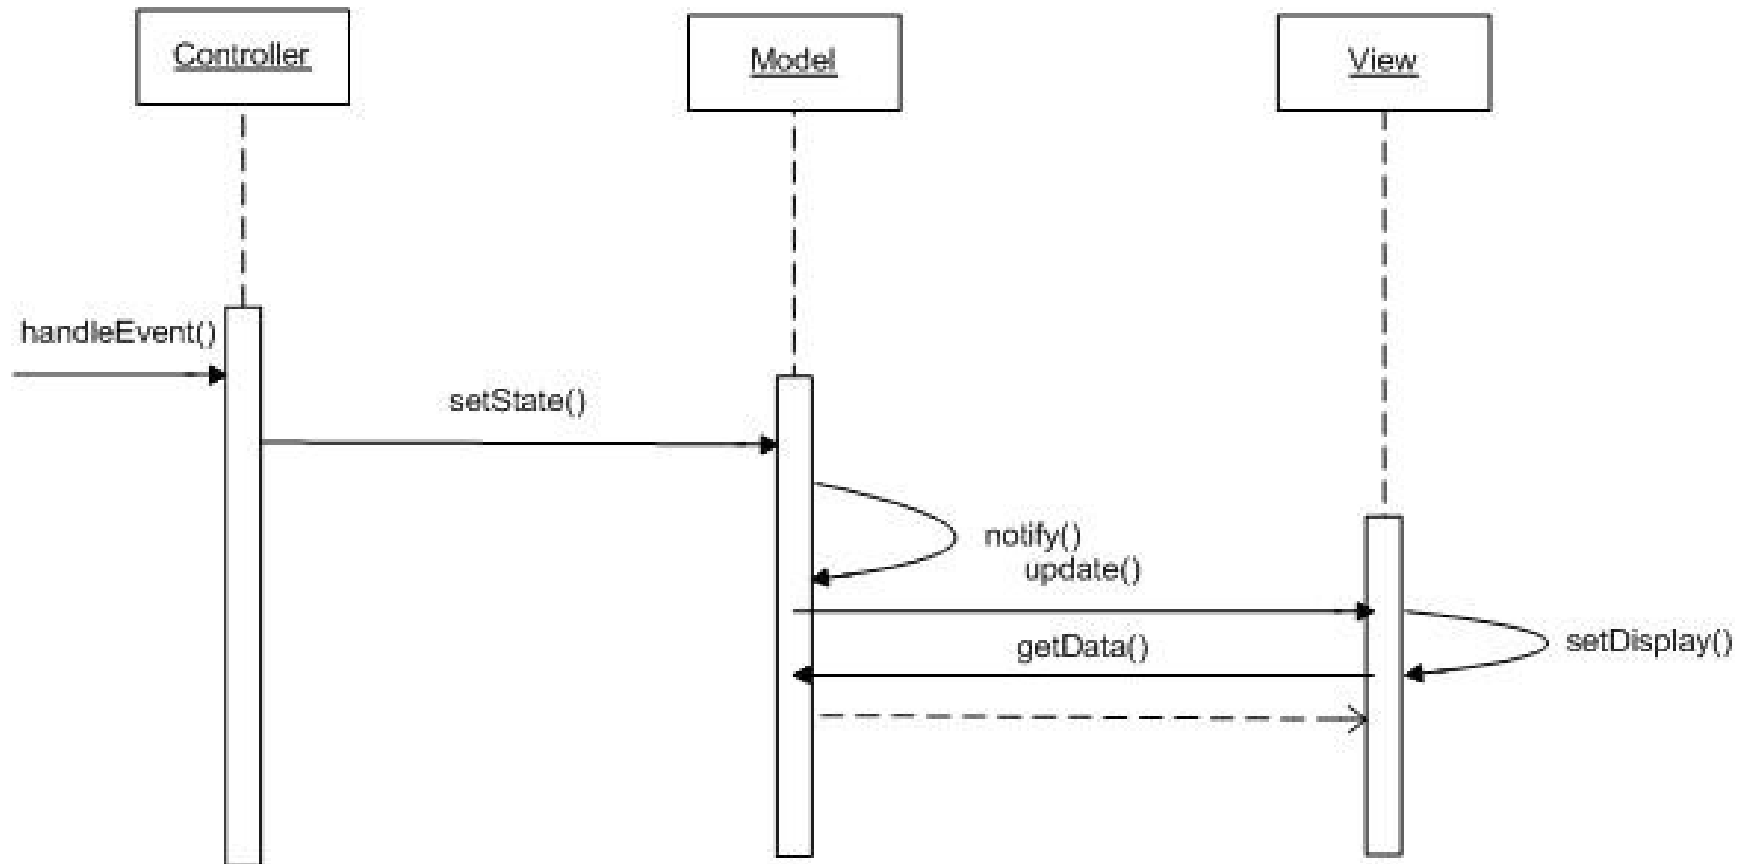 Controller
Model
View
handleEvent()
setState()
notify()
update()
getData()
setDisplay()